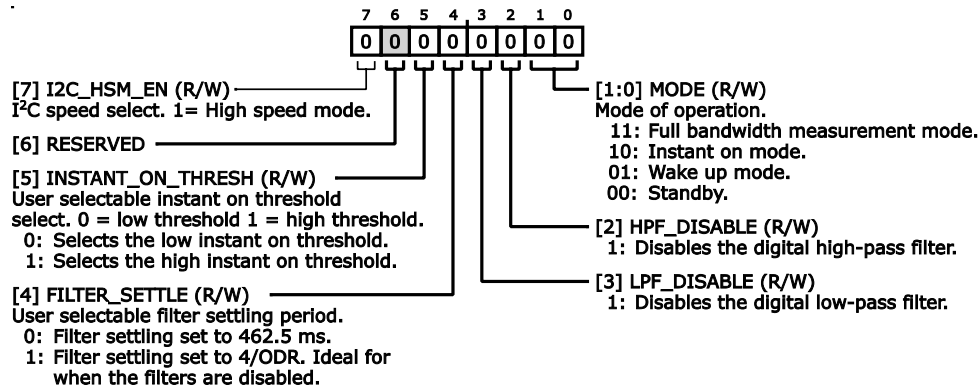 7 6 5 4 3 2 1 0
0 0 0 0 0 0 0 0
[7] I2C_HSM_EN (R/W)
I²C speed select. 1= High speed mode.
[6] RESERVED
[5] INSTANT_ON_THRESH (R/W)
User selectable instant on threshold
select. 0 = low threshold 1 = high threshold.
0: Selects the low instant on threshold.
1: Selects the high instant on threshold.
[4] FILTER_SETTLE (R/W)
User selectable filter settling period.
0: Filter settling set to 462.5 ms.
1: Filter settling set to 4/ODR. Ideal for
when the filters are disabled.
[1:0] MODE (R/W)
Mode of operation.
11: Full bandwidth measurement mode.
10: Instant on mode.
01: Wake up mode.
00: Standby.
[2] HPF_DISABLE (R/W)
1: Disables the digital high-pass filter.
[3] LPF_DISABLE (R/W)
1: Disables the digital low-pass filter.